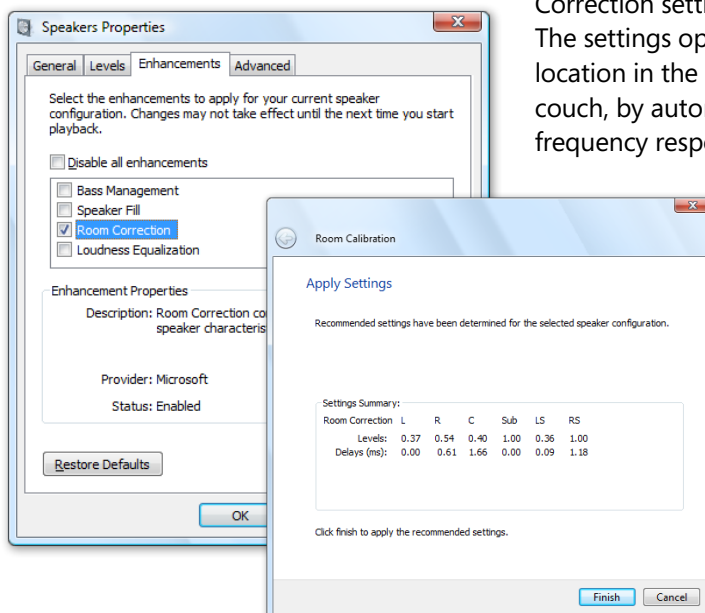 Correction
The settings
location in the
couch, by
frequency
Speakers Properties
General Levels Enhancements Advanced
Select the enhancements to apply for your current speaker
configuration. Changes may not take effect until the next time you start
playback.
Disable all enhancements
Bass Management
Speaker Fill
Room Correction
Loudness Equalization
Enhancement Properties
Description: Room Correction
speaker
Provider: Microsoft
Status: Enabled
Restore Defaults
OK
Room Calibration
Apply Settings
Recommended settings have been determined for the selected speaker configuration.
Settings Summary:
Room Correction L R C Sub LS RS
Levels: 0.37 0.54 0.40 1.00 0.36 1.00
Delays (ms): 0.00 0.61 1.66 0.00 0.09 1.18
Click finish to apply the recommended settings.
Finish Cancel